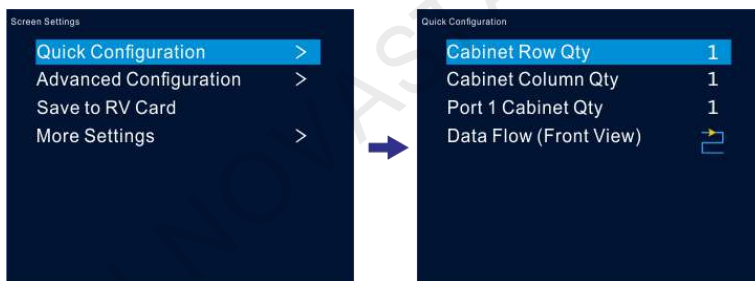 Screen Settings
Quick Configuration >
Advanced Configuration >
Save to RV Card
More Settings >
Quick Configuration
Cabinet Row Qty 1
Cabinet Column Qty 1
Port 1 Cabinet Qty 1
Data Flow (Front View)
NOVASTA